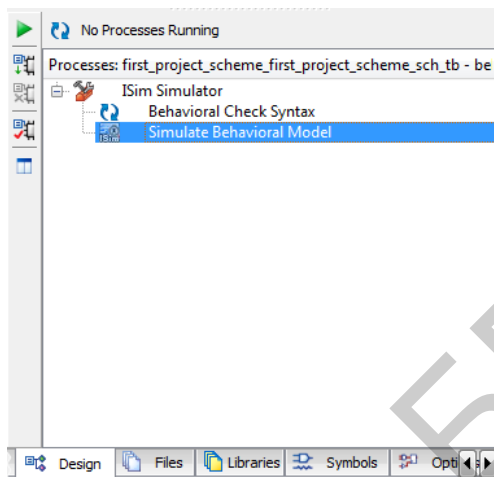 No Processes Running
Processes: first_project_scheme_first_project_scheme_sch_tb - be
ISim Simulator
Behavioral Check Syntax
ISim Simulate Behavioral Model
Design Files Libraries Symbols Opti